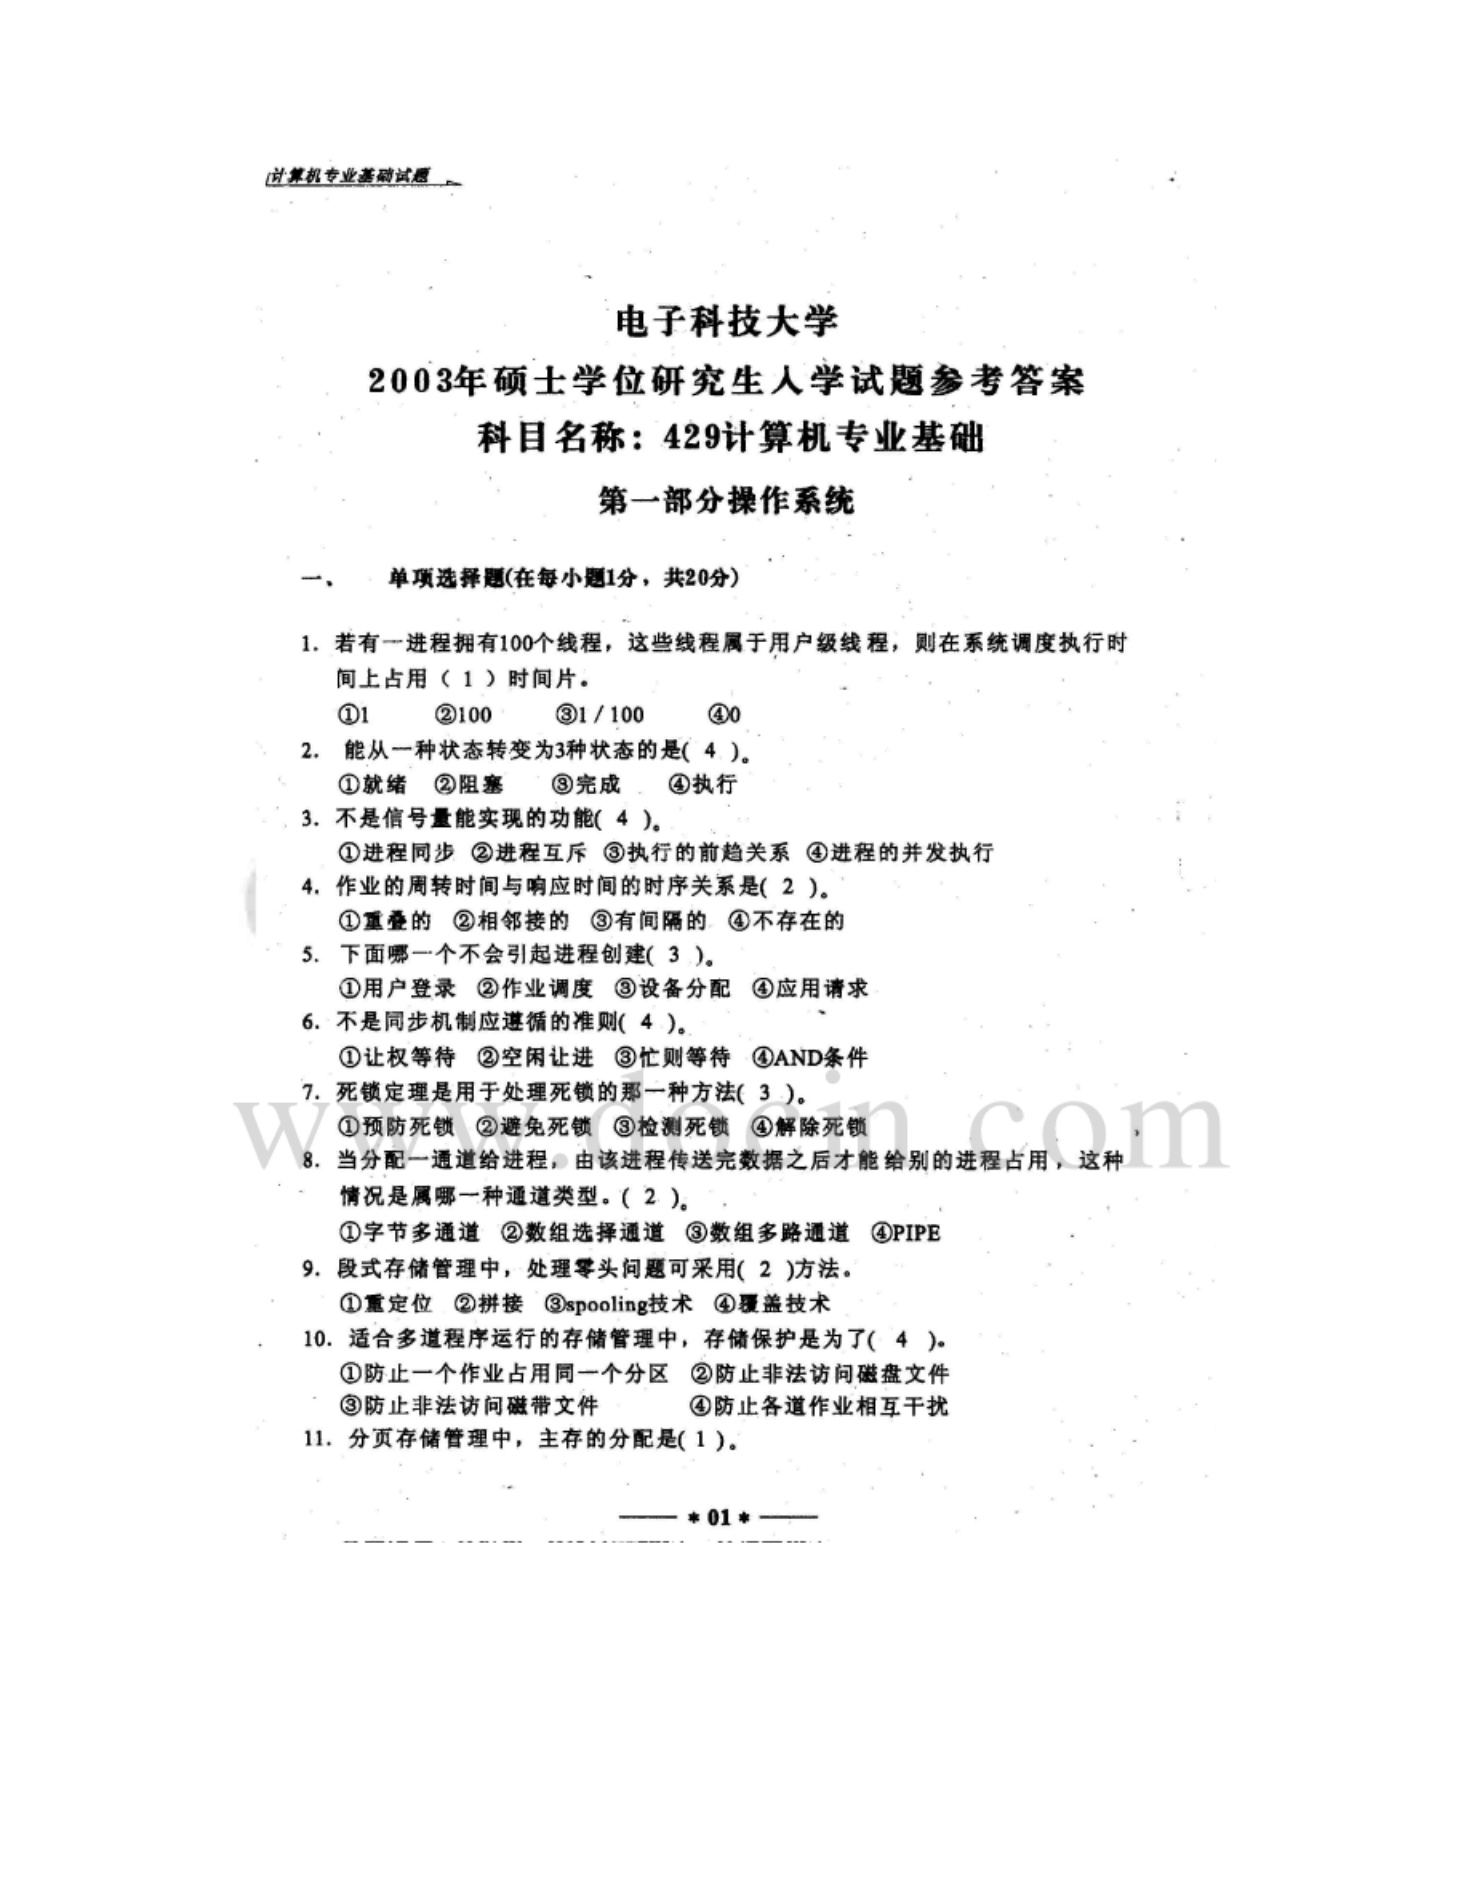 计算机专业基础试题
电子科技大学
2003年硕士学位研究生入学试题参考答案
科目名称：429计算机专业基础
第一部分操作系统
一、 单项选择题(在每小题1分，共20分)
1. 若有一进程拥有100个线程，这些线程属于用户级线程，则在系统调度执行时
间上占用（ 1 ）时间片。
①1 ②100 ③1 / 100 ④0
2. 能从一种状态转变为3种状态的是( 4 )。
①就绪 ②阻塞 ③完成 ④执行
3. 不是信号量能实现的功能( 4 )。
①进程同步 ②进程互斥 ③执行的前趋关系 ④进程的并发执行
4. 作业的周转时间与响应时间的时序关系是( 2 )。
①重叠的 ②相邻接的 ③有间隔的 ④不存在的
5. 下面哪一个不会引起进程创建( 3 )。
①用户登录 ②作业调度 ③设备分配 ④应用请求
6. 不是同步机制应遵循的准则( 4 )。
①让权等待 ②空闲让进 ③忙则等待 ④AND条件
7. 死锁定理是用于处理死锁的那一种方法( 3 )。
①预防死锁 ②避免死锁 ③检测死锁 ④解除死锁
www.docin.com
8. 当分配一通道给进程，由该进程传送完数据之后才能给别的进程占用，这种
情况是属哪一种通道类型。( 2 )。
①字节多通道 ②数组选择通道 ③数组多路通道 ④PIPE
9. 段式存储管理中，处理零头问题可采用( 2 )方法。
①重定位 ②拼接 ③spooling技术 ④覆盖技术
10. 适合多道程序运行的存储管理中，存储保护是为了( 4 )。
①防止一个作业占用同一个分区 ②防止非法访问磁盘文件
③防止非法访问磁带文件 ④防止各道作业相互干扰
11. 分页存储管理中，主存的分配是( 1 )。
* 01 *